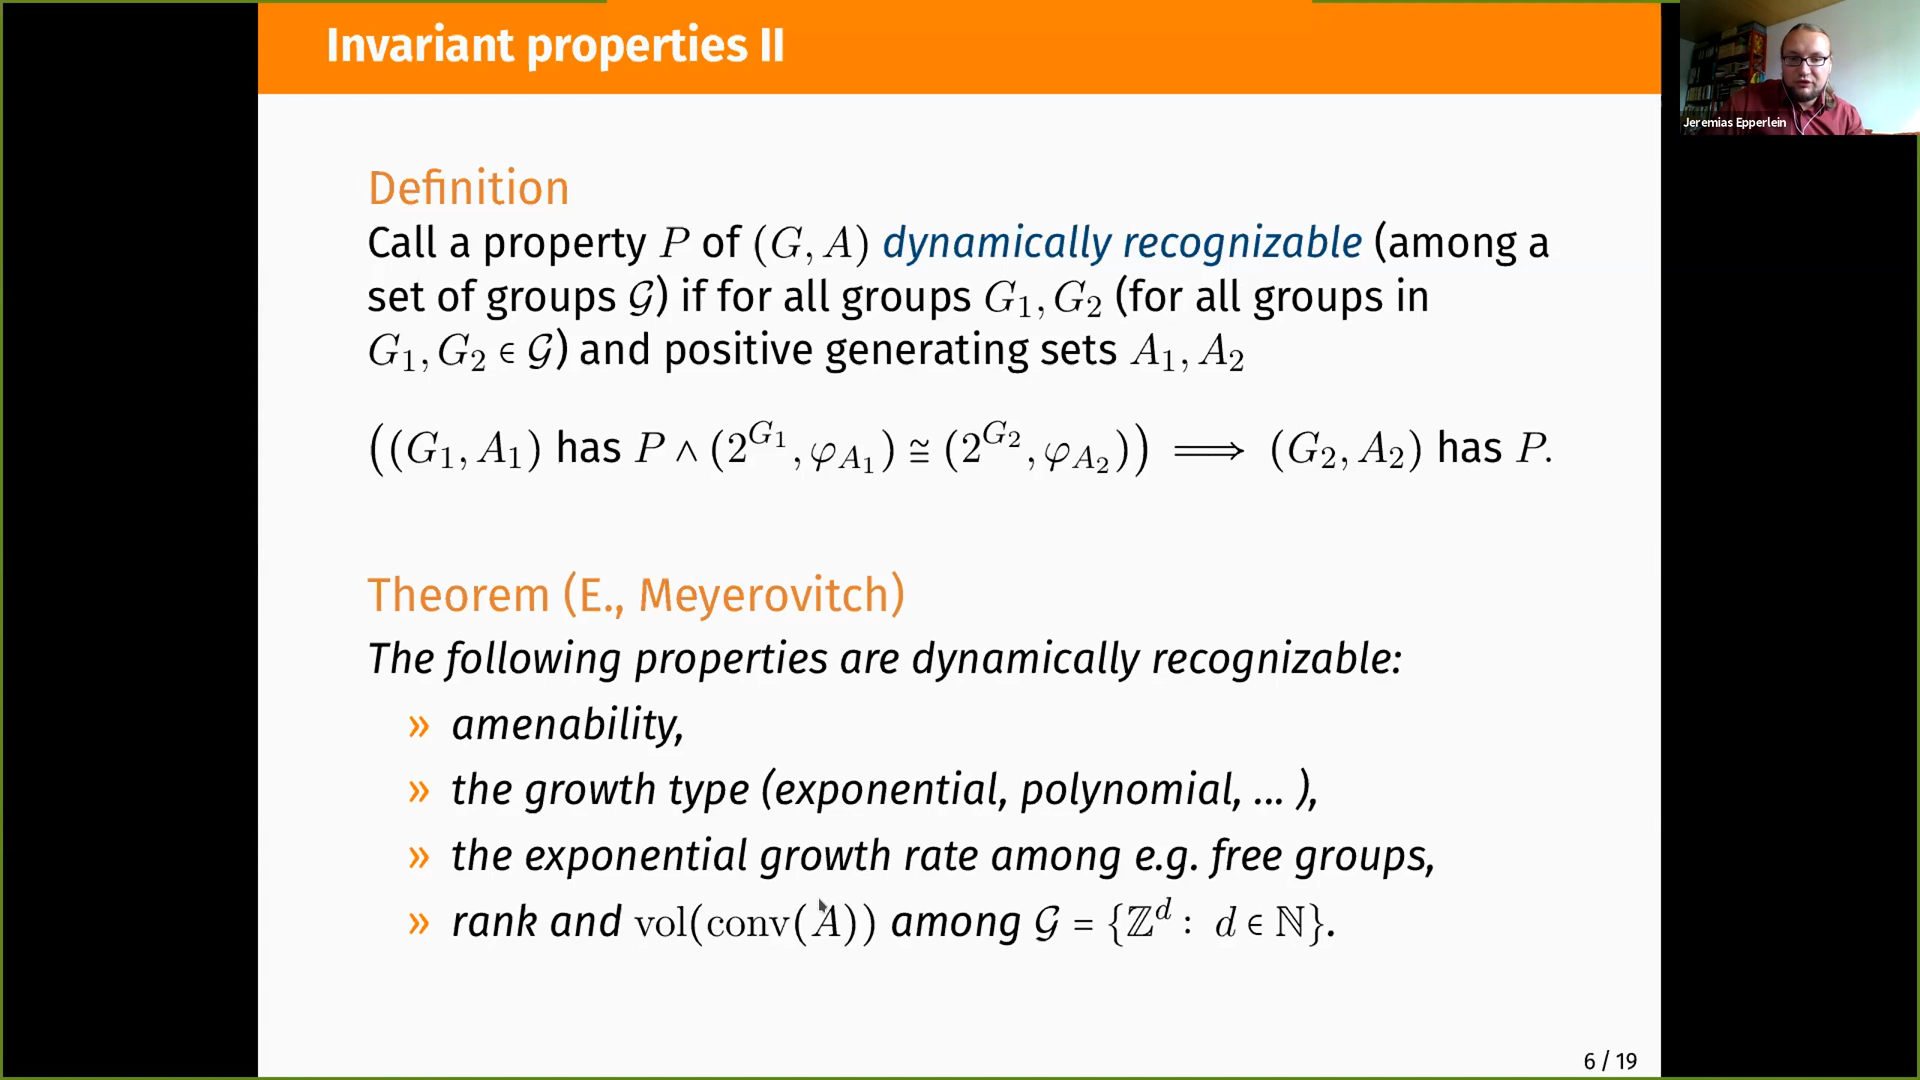 Invariant properties II
Jeremias Epperlein
Definition
Call a property P of (G, A) dynamically recognizable (among a
set of groups 𝒢) if for all groups G₁, G₂ (for all groups in
G₁, G₂ ∈ 𝒢) and positive generating sets A₁, A₂
((G₁, A₁) has P ∧ (2^{G₁}, φ_{A₁}) ≅ (2^{G₂}, φ_{A₂})) ⟹ (G₂, A₂) has P.
Theorem (E., Meyerovitch)
The following properties are dynamically recognizable:
» amenability,
» the growth type (exponential, polynomial, ... ),
» the exponential growth rate among e.g. free groups,
» rank and vol(conv(A)) among 𝒢 = {ℤᵈ : d ∈ ℕ}.
6 / 19